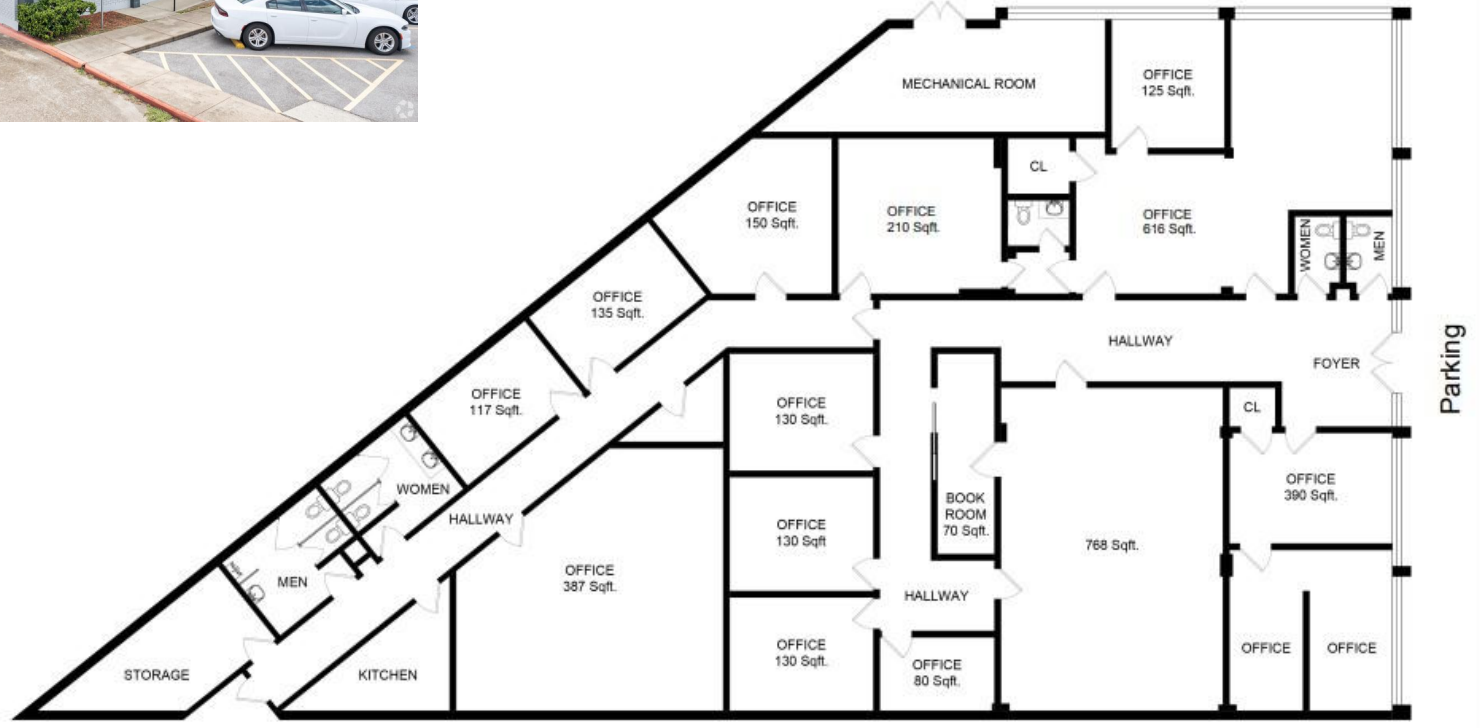 MECHANICAL ROOM
OFFICE
125 Sqft.
CL
OFFICE
150 Sqft.
OFFICE
210 Sqft.
OFFICE
616 Sqft.
WOMEN
MEN
OFFICE
135 Sqft.
HALLWAY
FOYER
Parking
OFFICE
117 Sqft.
OFFICE
130 Sqft.
CL
WOMEN
HALLWAY
OFFICE
390 Sqft.
BOOK
ROOM
70 Sqft.
OFFICE
130 Sqft
768 Sqft.
MEN
OFFICE
387 Sqft.
HALLWAY
STORAGE
KITCHEN
OFFICE
130 Sqft.
OFFICE
80 Sqft.
OFFICE
OFFICE